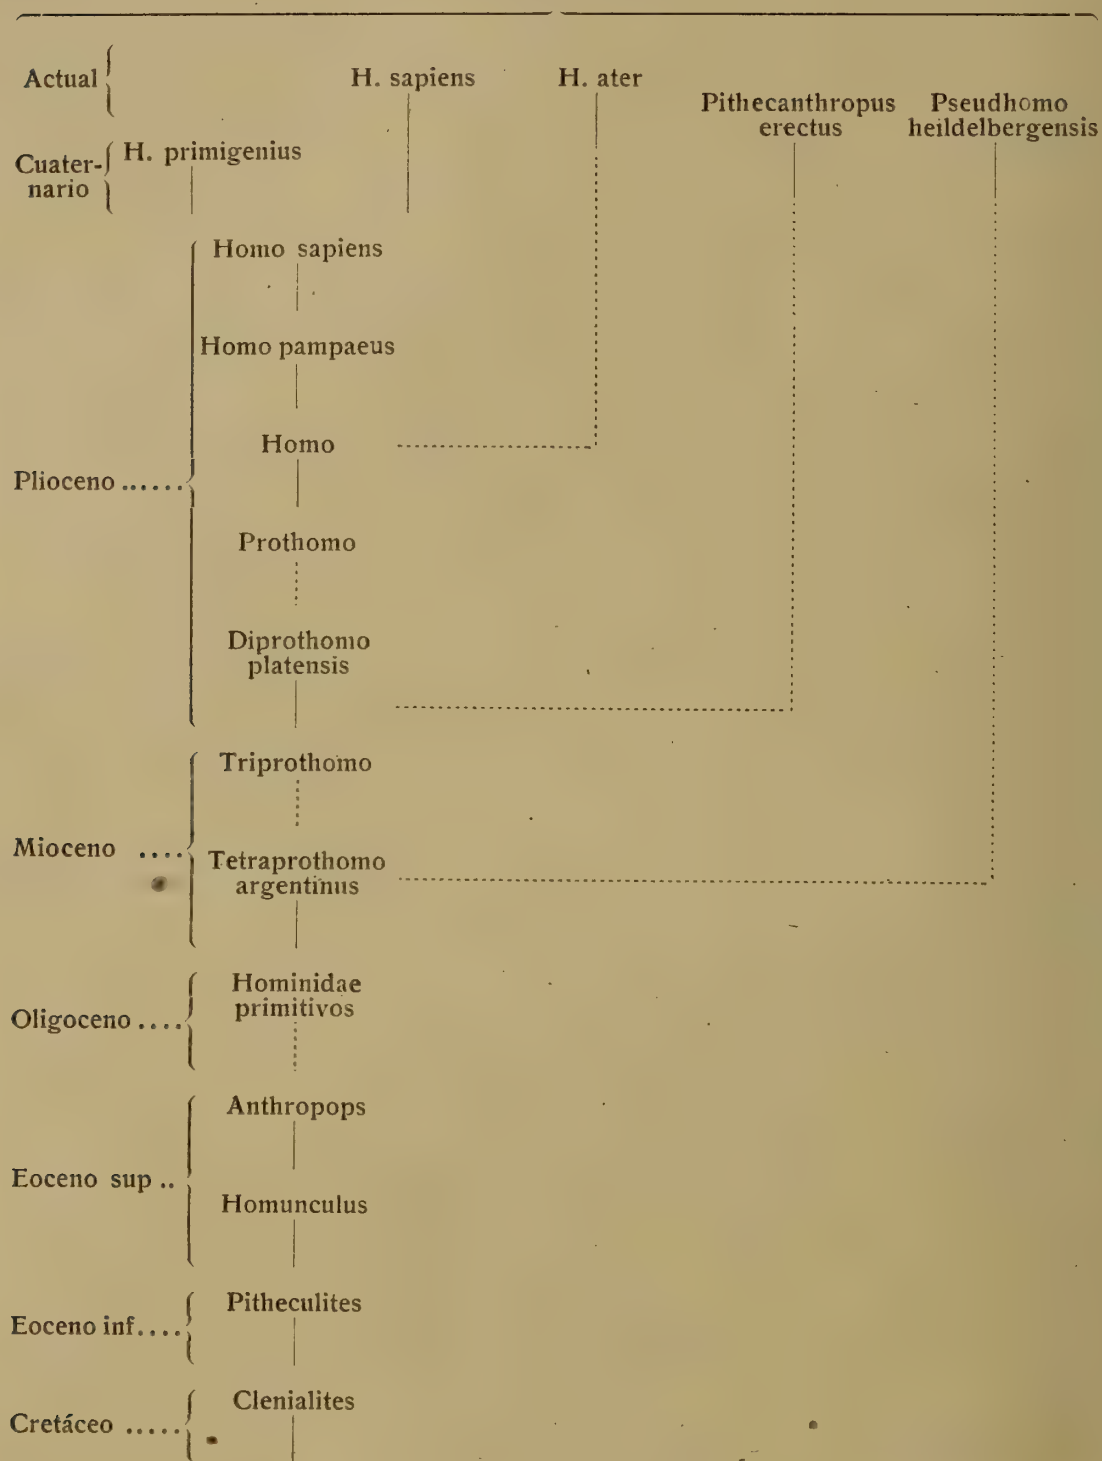 Actual
H. sapiens
H. ater
Pithecanthropus
erectus
Pseudhomo
heildelbergensis
Cuater-
nario
H. primigenius
Homo sapiens
Homo pampaeus
Homo
Plioceno ......
Prothomo
Diprothomo
platensis
Triprothomo
Mioceno ....
Tetraprothomo
argentinus
Hominidae
primitivos
Oligoceno ....
Anthropops
Eoceno sup ..
Homunculus
Pitheculites
Eoceno inf....
Clenialites
Cretáceo .....